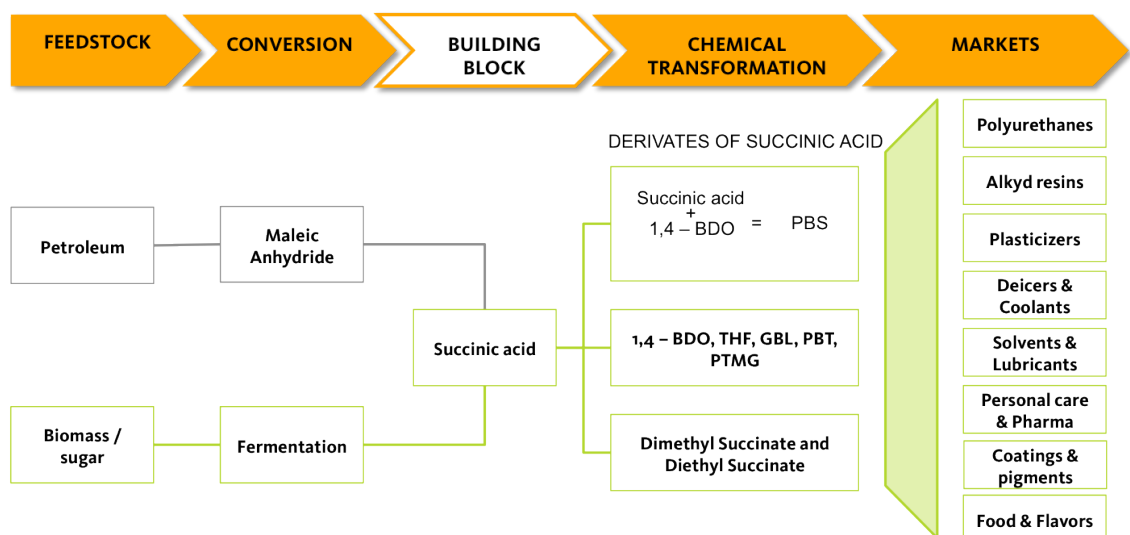 FEEDSTOCK
CONVERSION
BUILDING
BLOCK
CHEMICAL
TRANSFORMATION
MARKETS
DERIVATES OF SUCCINIC ACID
Petroleum
Maleic
Anhydride
Biomass /
sugar
Fermentation
Succinic acid
Succinic acid
+
1,4 – BDO = PBS
1,4 – BDO, THF, GBL, PBT,
PTMG
Dimethyl Succinate and
Diethyl Succinate
Polyurethanes
Alkyd resins
Plasticizers
Deicers &
Coolants
Solvents &
Lubricants
Personal care
& Pharma
Coatings &
pigments
Food & Flavors